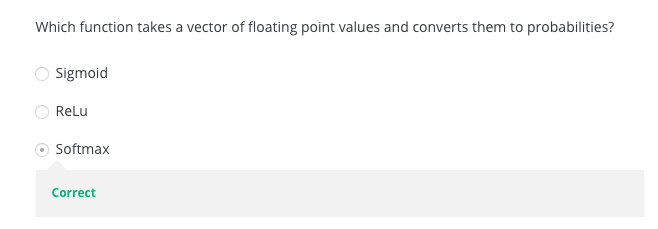 Which function takes a vector of floating point values and converts them to probabilities?
Sigmoid
ReLu
Softmax
Correct